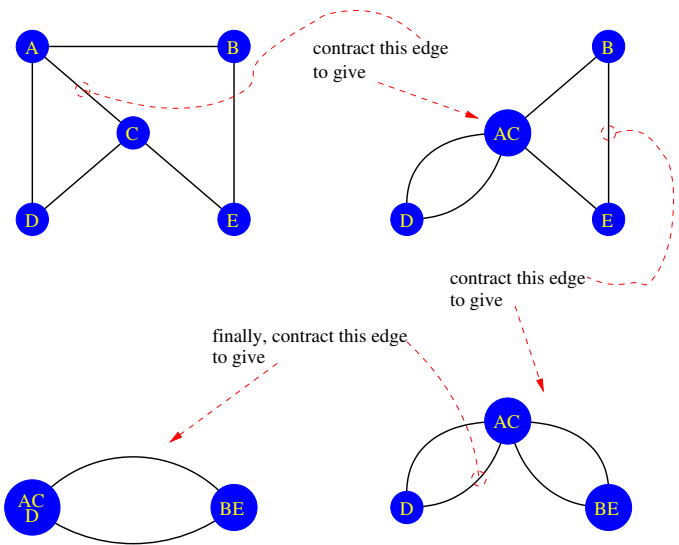 A
B
contract this edge
to give
B
C
AC
D
E
D
E
contract this edge
to give
finally, contract this edge
to give
AC
AC
D
BE
D
BE